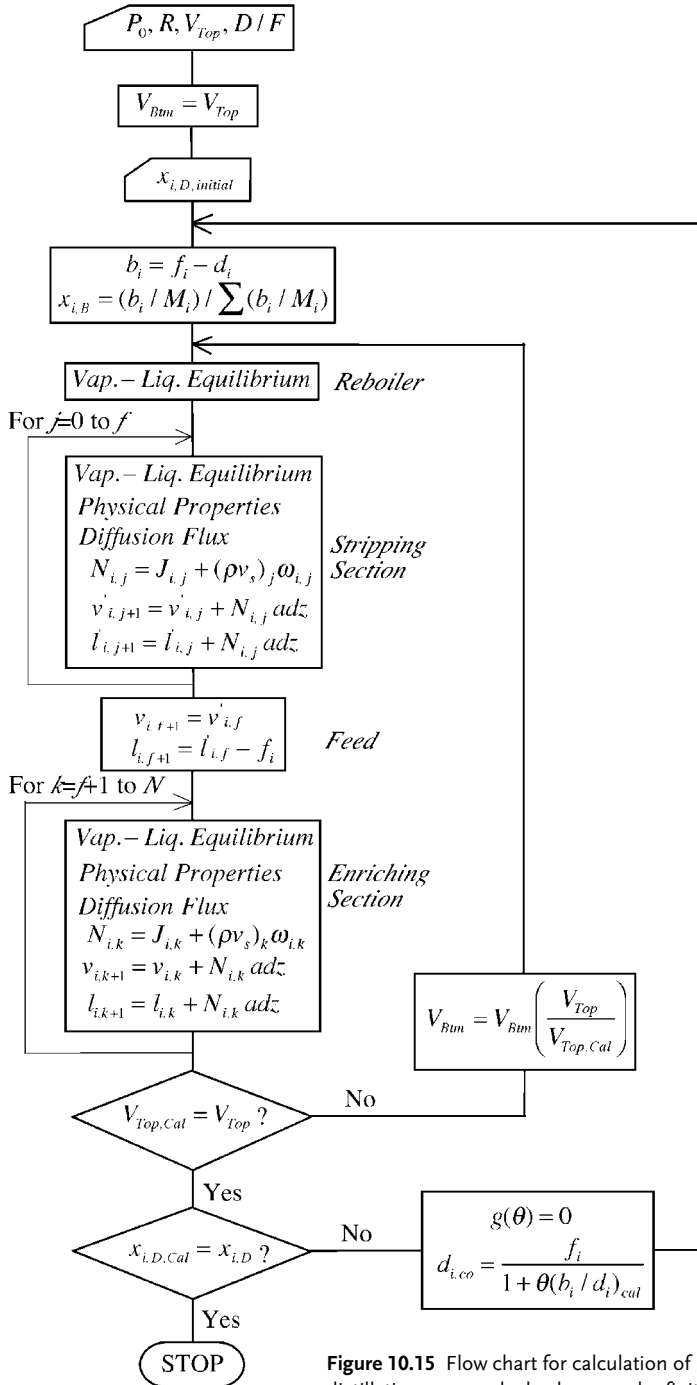 P₀, R, V_Top, D / F
V_Btm = V_Top
x_i,D,initial
b_i = f_i − d_i
x_i,B = (b_i / M_i) / ∑ (b_i / M_i)
Vap.– Liq. Equilibrium
Reboiler
For j=0 to f
Vap.– Liq. Equilibrium
Physical Properties
Diffusion Flux
N_i,j = J_i,j + (ρv_s)_j ω_i,j
v'_i,j+1 = v'_i,j + N_i,j adz
l'_i,j+1 = l'_i,j + N_i,j adz
Stripping
Section
v_i,f+1 = v'_i,f
l_i,f+1 = l'_i,f − f_i
Feed
For k=f+1 to N
Vap.– Liq. Equilibrium
Physical Properties
Diffusion Flux
N_i,k = J_i,k + (ρv_s)_k ω_i,k
v_i,k+1 = v_i,k + N_i,k adz
l_i,k+1 = l_i,k + N_i,k adz
Enriching
Section
V_Btm = V_Btm (V_Top / V_Top,Cal)
V_Top,Cal = V_Top ?
No
Yes
x_i,D,Cal = x_i,D ?
No
g(θ) = 0
d_i,co = f_i / 1 + θ(b_i / d_i)_cal
Yes
STOP
Figure 10.15 Flow chart for calculation of